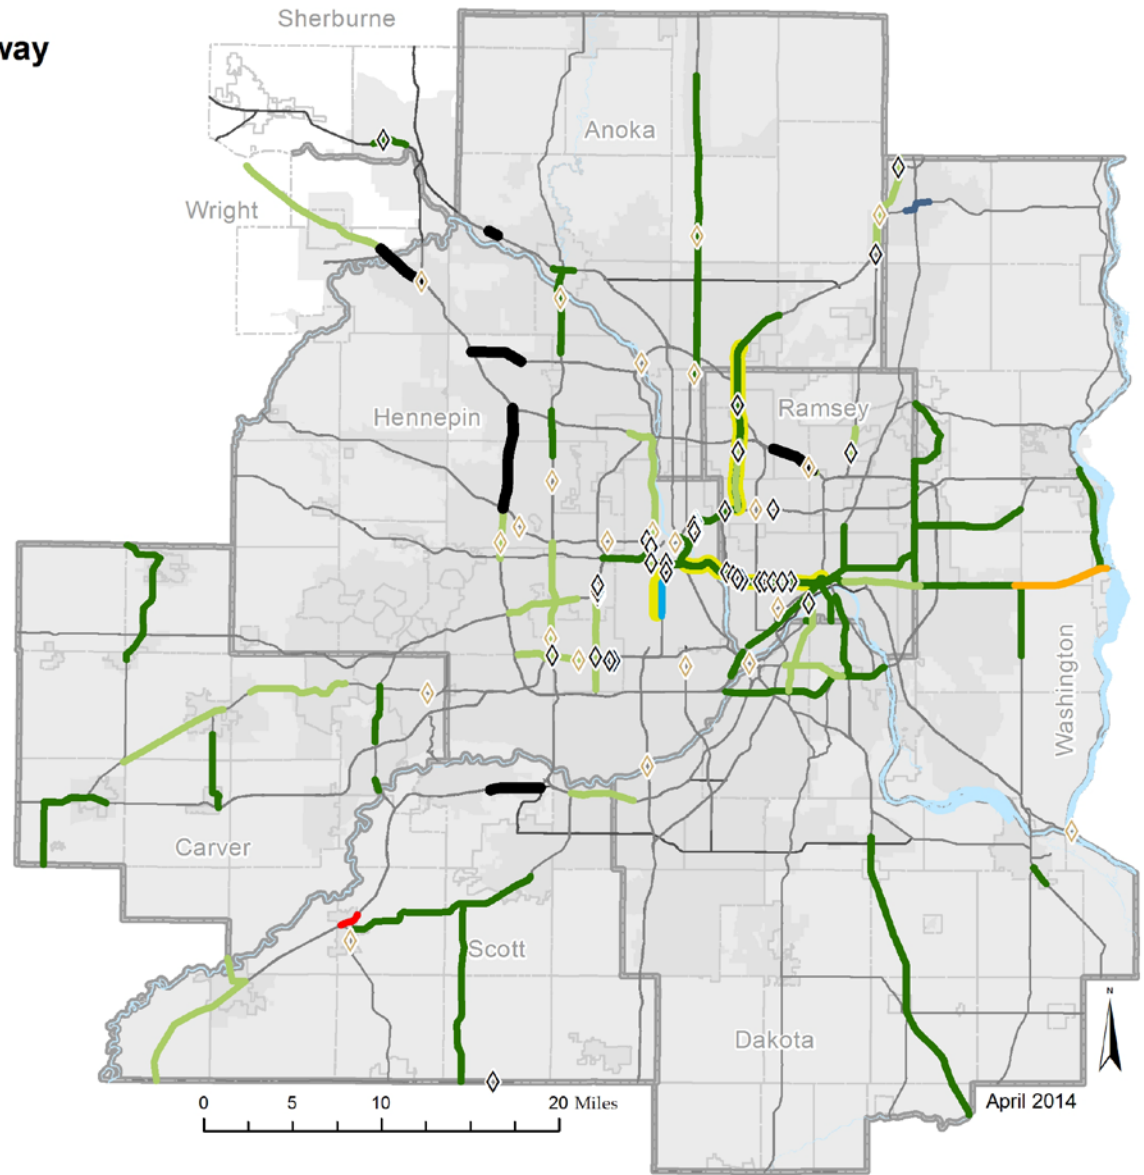 Sherburne
way
Anoka
Wright
Hennepin
Ramsey
Washington
Carver
Scott
N
Dakota
April 2014
0 5 10 20 Miles